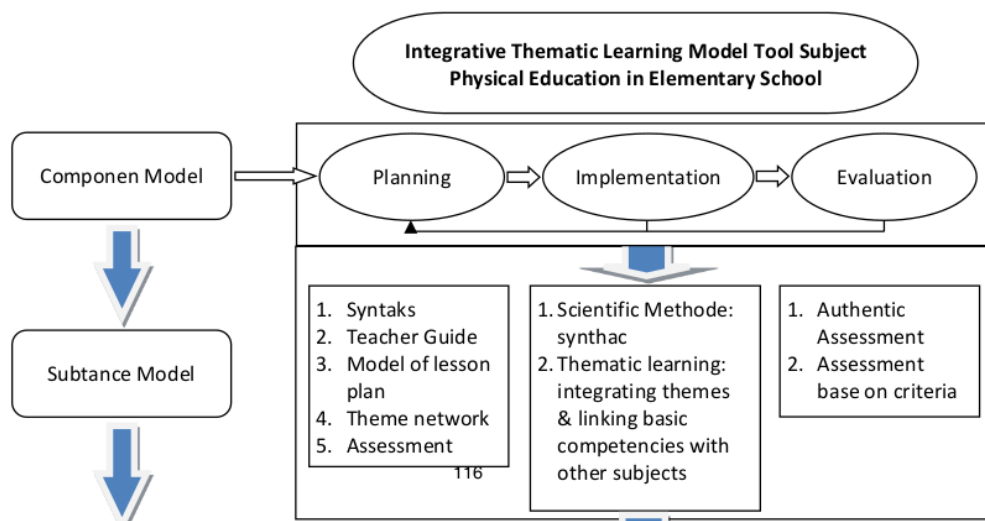 Integrative Thematic Learning Model Tool Subject
Physical Education in Elementary School
Componen Model
Planning
Implementation
Evaluation
Subtance Model
1. Syntaks
2. Teacher Guide
3. Model of lesson
plan
4. Theme network
5. Assessment
116
1. Scientific Methode:
synthac
2. Thematic learning:
integrating themes
& linking basic
competencies with
other subjects
1. Authentic
Assessment
2. Assessment
base on criteria